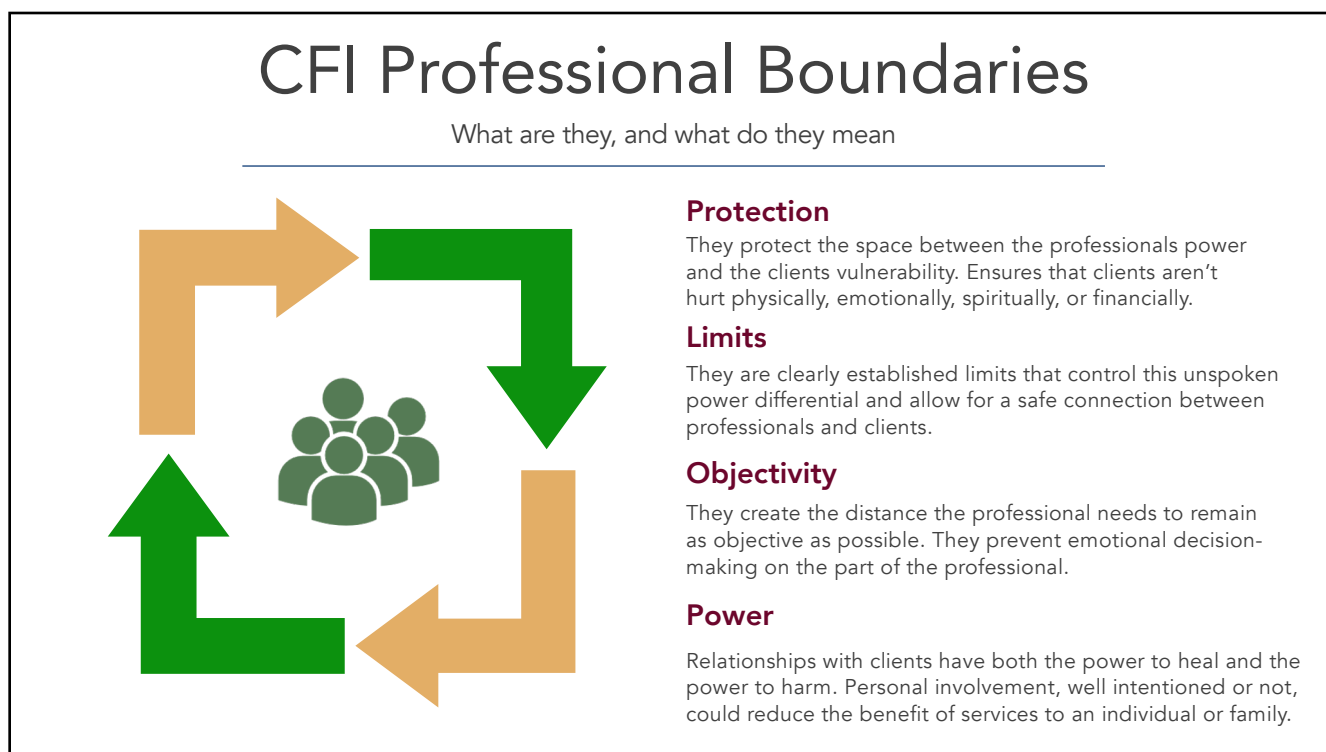 CFI Professional Boundaries
What are they, and what do they mean
Protection
They protect the space between the professionals power
and the clients vulnerability. Ensures that clients aren’t
hurt physically, emotionally, spiritually, or financially.
Limits
They are clearly established limits that control this unspoken
power differential and allow for a safe connection between
professionals and clients.
Objectivity
They create the distance the professional needs to remain
as objective as possible. They prevent emotional decision-
making on the part of the professional.
Power
Relationships with clients have both the power to heal and the
power to harm. Personal involvement, well intentioned or not,
could reduce the benefit of services to an individual or family.